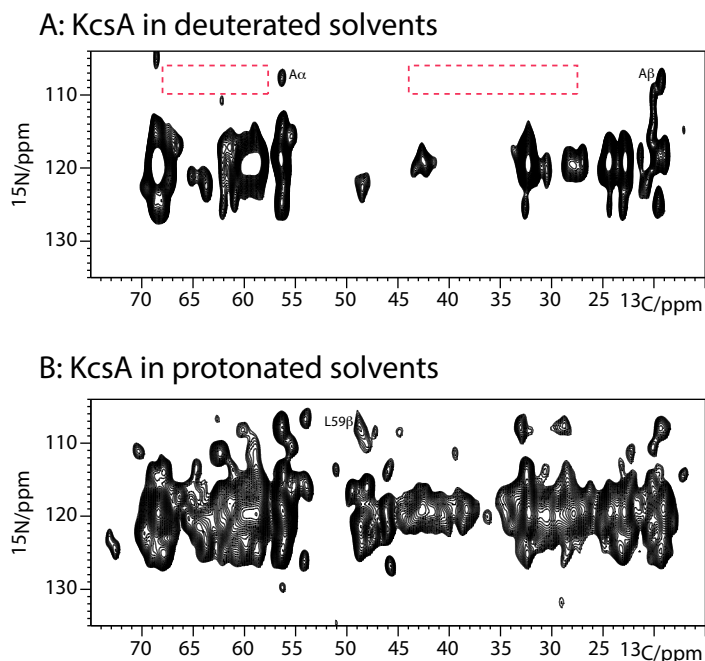 A: KcsA in deuterated solvents
Aα
Aβ
110
120
130
15N/ppm
70 65 60 55 50 45 40 35 30 25 13C/ppm
B: KcsA in protonated solvents
L59β
110
120
130
15N/ppm
70 65 60 55 50 45 40 35 30 25 13C/ppm